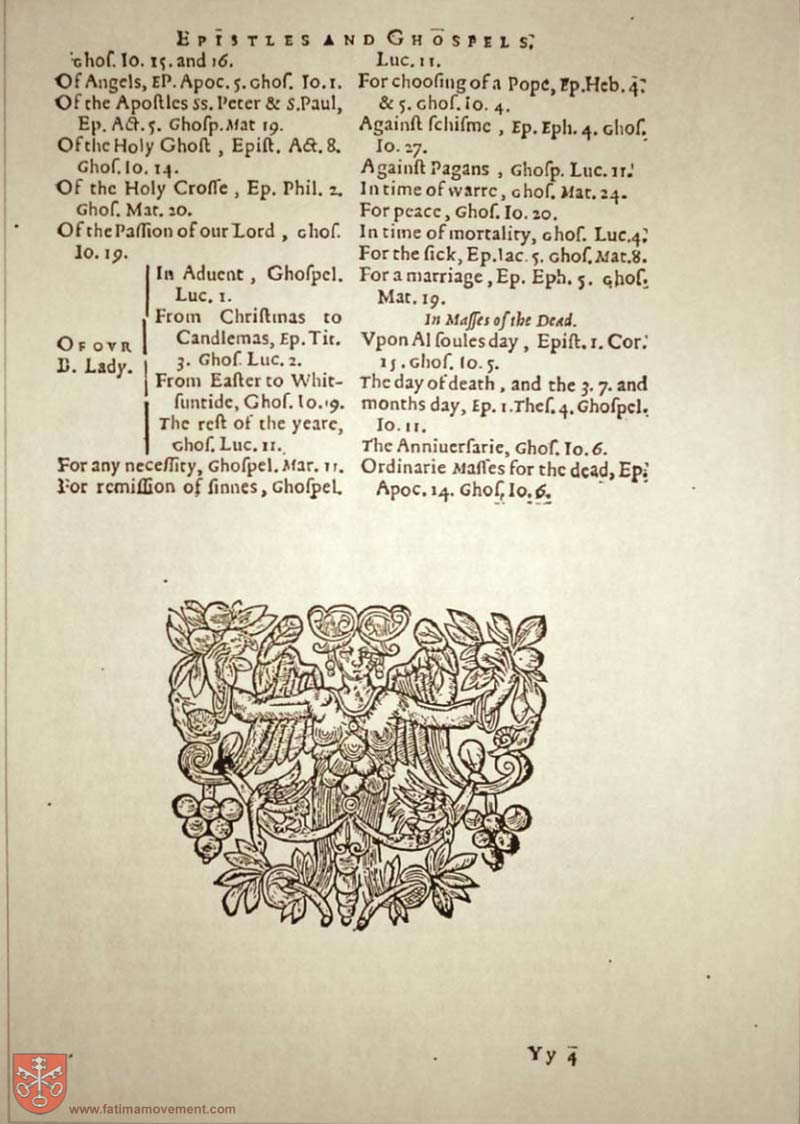 EPISTLES AND GHOSPELS.
Ghoſ. Io. 15. and 16.
Of Angels, EP. Apoc. 5. Ghoſ. Io. 1.
Of the Apoſtles SS. Peter & S. Paul,
Ep. Act. 5. Ghoſp. Mat 19.
Of the Holy Ghoſt, Epiſt. Act. 8.
Ghoſ. Io. 14.
Of the Holy Croſſe, Ep. Phil. 2.
Ghoſ. Mat. 20.
Of the Paſſion of our Lord, Ghoſ.
Io. 19.
OF OVR
B. Lady.
In Aduent, Ghoſpel.
Luc. 1.
From Chriſtmas to
Candlemas, Ep. Tit.
3. Ghoſ. Luc. 2.
From Eaſter to Whit-
ſuntide, Ghoſ. Io. 19.
The reſt of the yeare,
Ghoſ. Luc. 11.
For any neceſſity, Ghoſpel. Mar. 11.
For remiſſion of ſinnes, Ghoſpel.
Luc. 11.
For chooſing of a Pope, Ep. Heb. 4.
& 5. Ghoſ. Io. 4.
Againſt ſchiſme, Ep. Eph. 4. Ghoſ.
Io. 27.
Againſt Pagans, Ghoſp. Luc. 11.
In time of warre, Ghoſ. Mat. 24.
For peace, Ghoſ. Io. 20.
In time of mortality, Ghoſ. Luc. 4.
For the ſick, Ep. Iac. 5. Ghoſ. Mat. 8.
For a marriage, Ep. Eph. 5. Ghoſ.
Mat. 19.
In Maſſes of the Dead.
Vpon Al ſoules day, Epiſt. 1. Cor.
15. Ghoſ. Io. 5.
The day of death, and the 3. 7. and
months day, Ep. 1. Theſ. 4. Ghoſpel.
Io. 11.
The Anniuerſarie, Ghoſ. Io. 6.
Ordinarie Maſſes for the dead, Ep.
Apoc. 14. Ghoſ. Io. 6.
Yy 4
www.fatimamovement.com